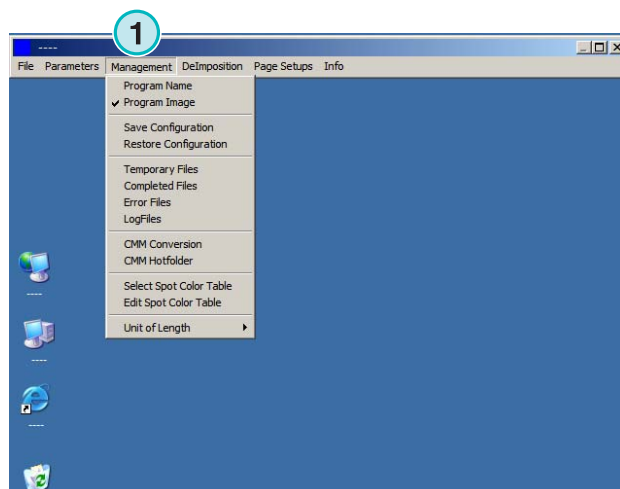 1
----
File Parameters Management DeImposition Page Setups Info
Program Name
✓ Program Image
Save Configuration
Restore Configuration
Temporary Files
Completed Files
Error Files
LogFiles
CMM Conversion
CMM Hotfolder
Select Spot Color Table
Edit Spot Color Table
Unit of Length
----
----
----